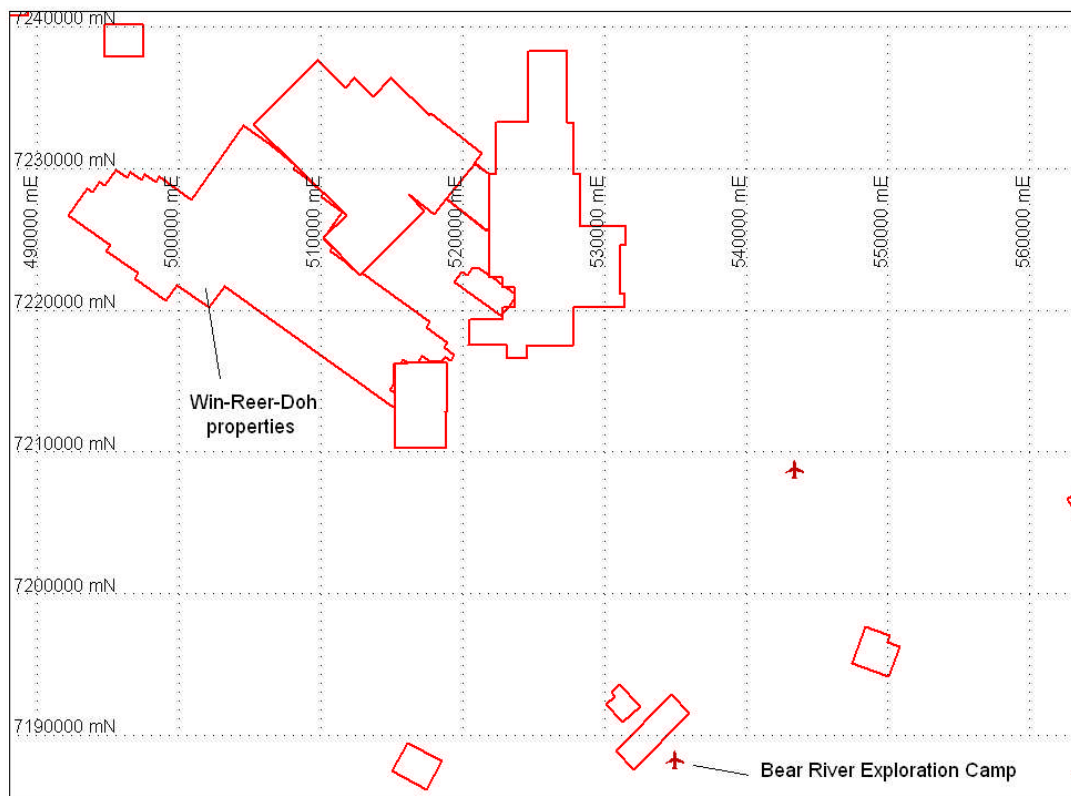 7240000 mN
7230000 mN
490000 mE
500000 mE
510000 mE
520000 mE
530000 mE
540000 mE
550000 mE
560000 mE
7220000 mN
Win-Reer-Doh
properties
7210000 mN
7200000 mN
7190000 mN
Bear River Exploration Camp